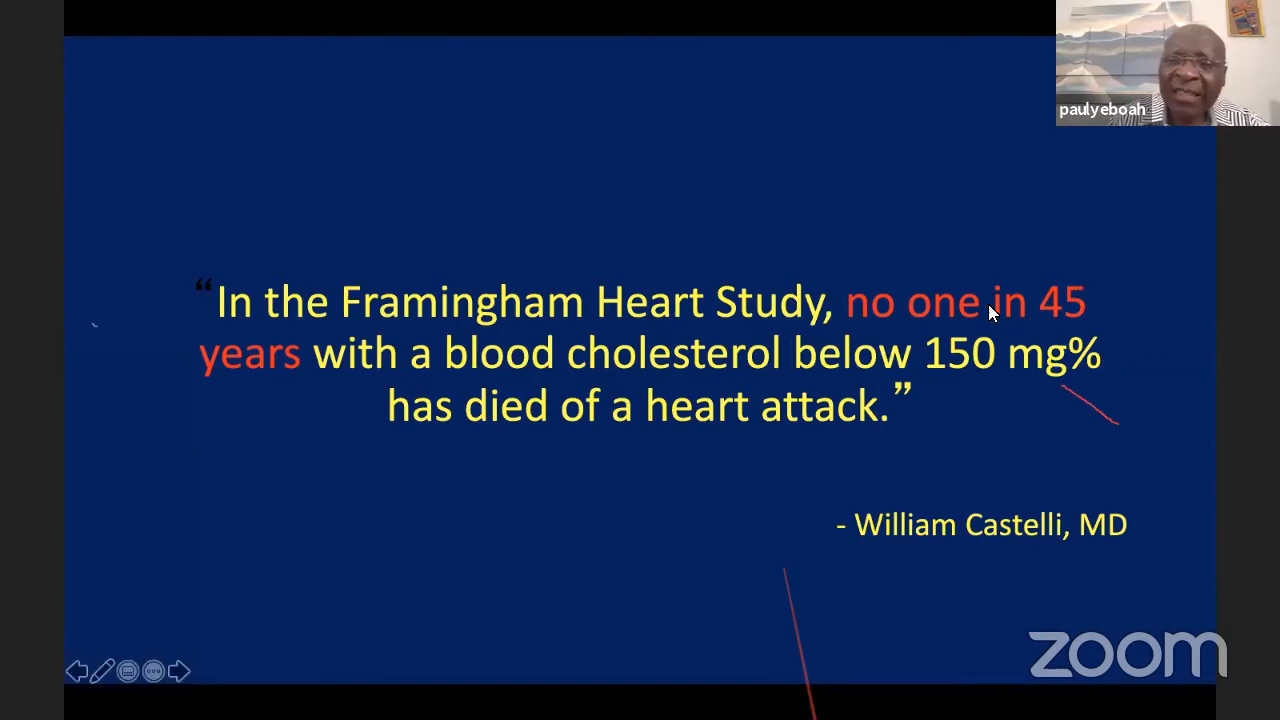 paulyeboah
“In the Framingham Heart Study, no one in 45
years with a blood cholesterol below 150 mg%
has died of a heart attack.”
- William Castelli, MD
zoom